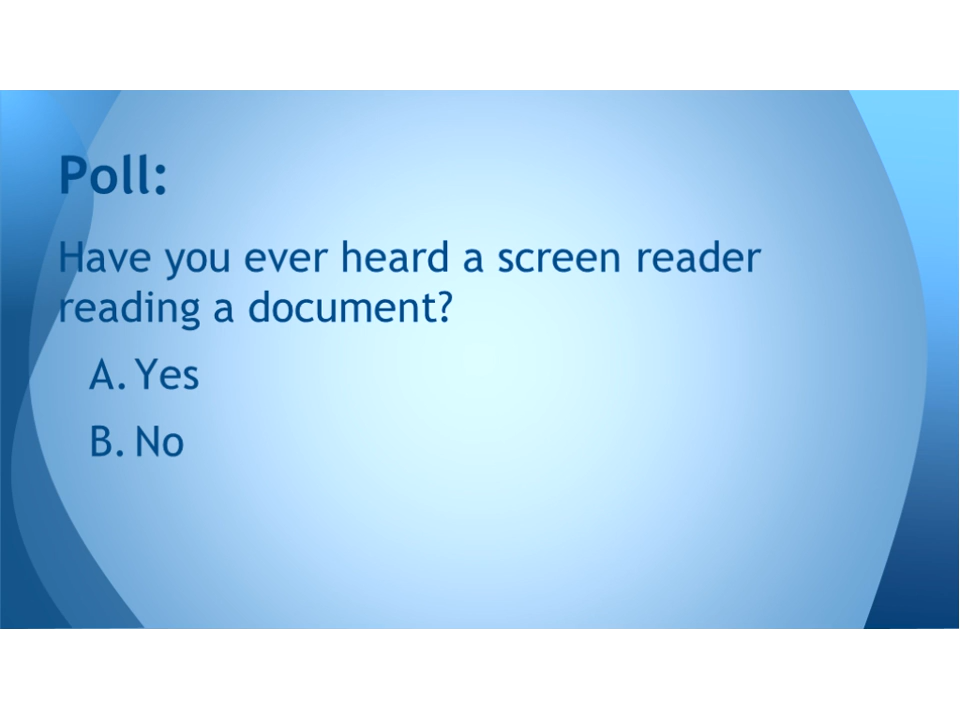 Poll:
Have you ever heard a screen reader
reading a document?
A. Yes
B. No